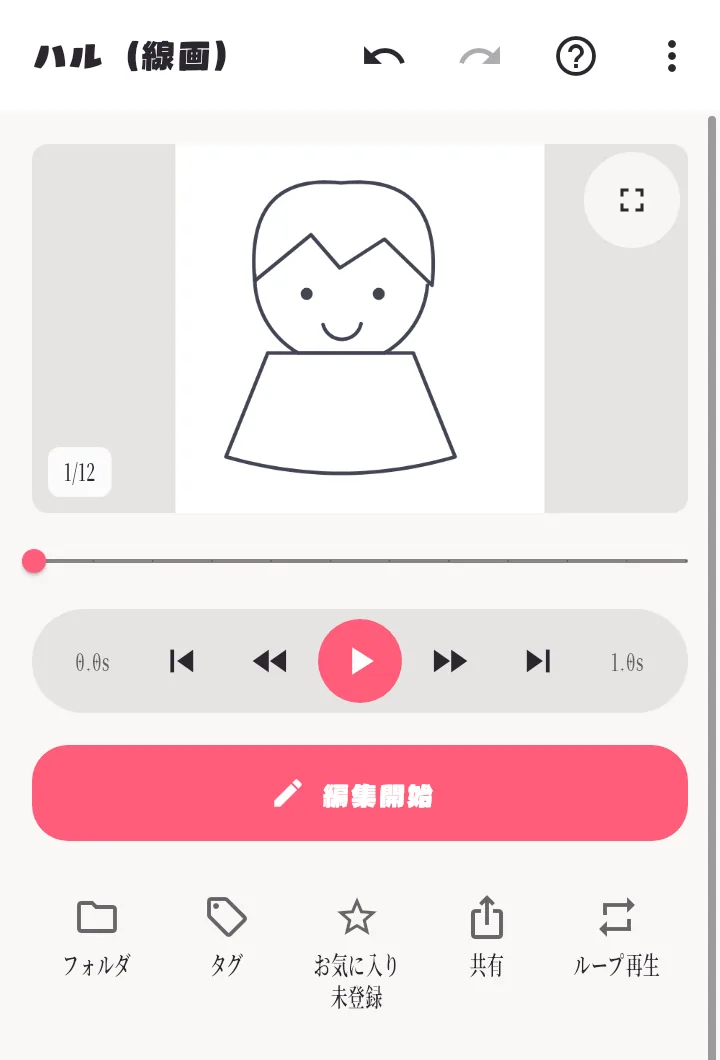 ハル（線画）
1/12
0.0s
1.0s
編集開始
フォルダ
タグ
お気に入り
未登録
共有
ループ再生